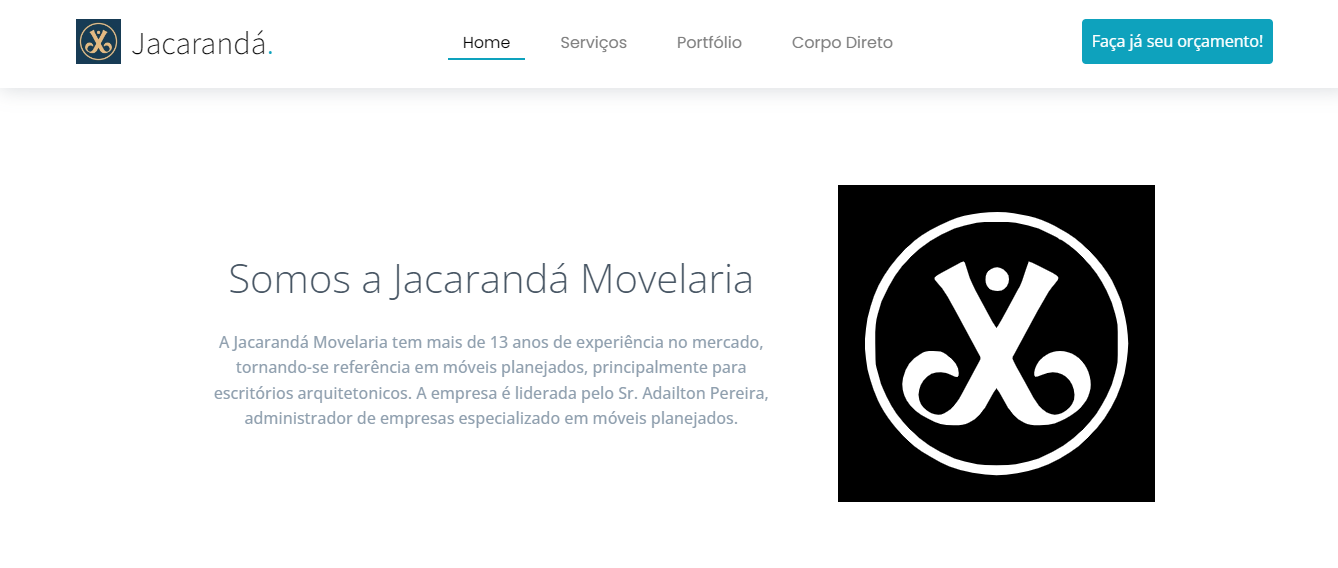 Jacarandá.
Home
Serviços
Portfólio
Corpo Direto
Faça já seu orçamento!
Somos a Jacarandá Movelaria
A Jacarandá Movelaria tem mais de 13 anos de experiência no mercado,
tornando-se referência em móveis planejados, principalmente para
escritórios arquitetonicos. A empresa é liderada pelo Sr. Adailton Pereira,
administrador de empresas especializado em móveis planejados.